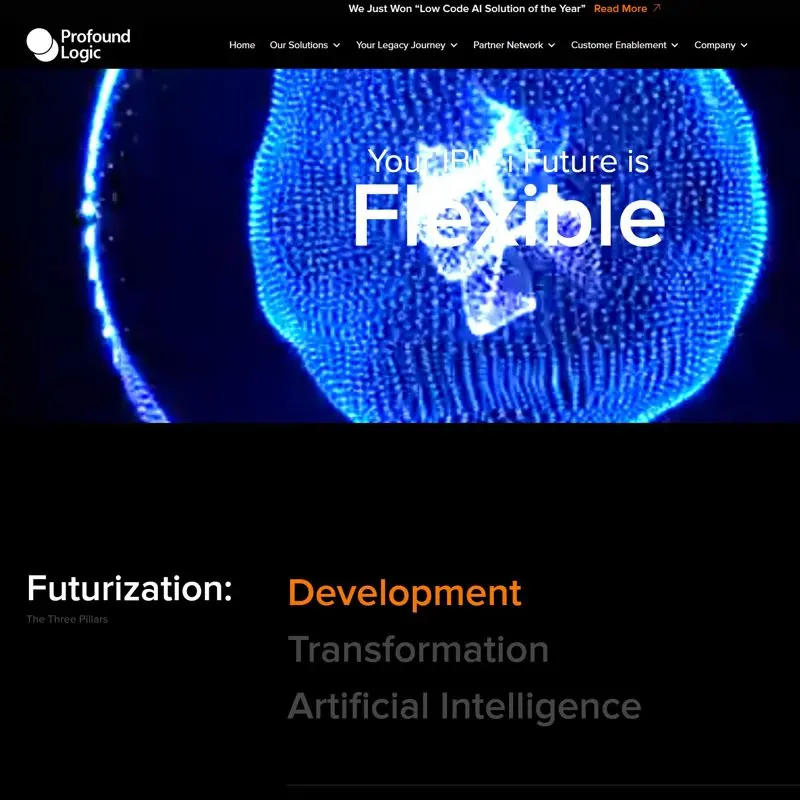 We Just Won “Low Code AI Solution of the Year” Read More
Profound
Logic
Home Our Solutions Your Legacy Journey Partner Network Customer Enablement Company
Your IBM i Future is
Flexible
Futurization:
The Three Pillars
Development
Transformation
Artificial Intelligence